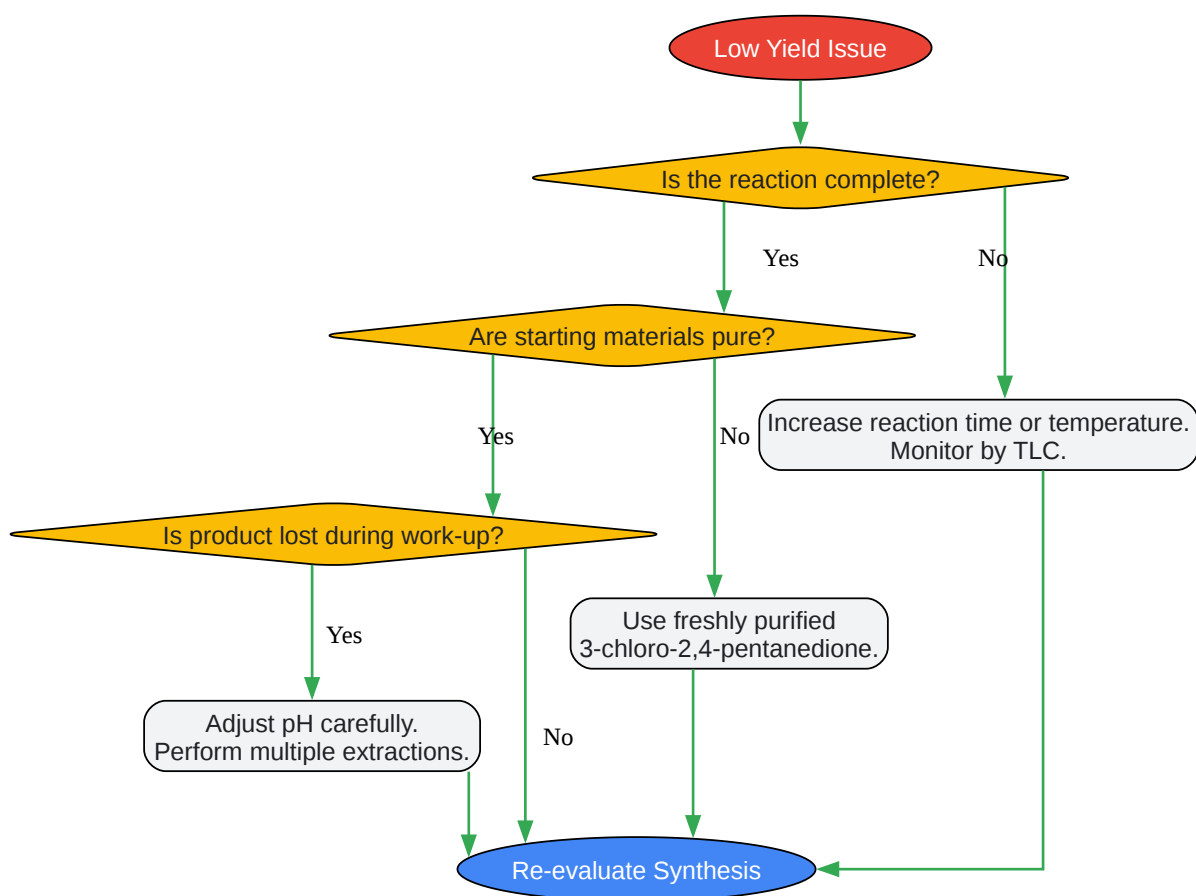 Low Yield Issue
Is the reaction complete?
Yes
No
Are starting materials pure?
Increase reaction time or temperature.
Monitor by TLC.
Yes
No
Is product lost during work-up?
Use freshly purified
3-chloro-2,4-pentanedione.
Yes
Adjust pH carefully.
Perform multiple extractions.
No
Re-evaluate Synthesis